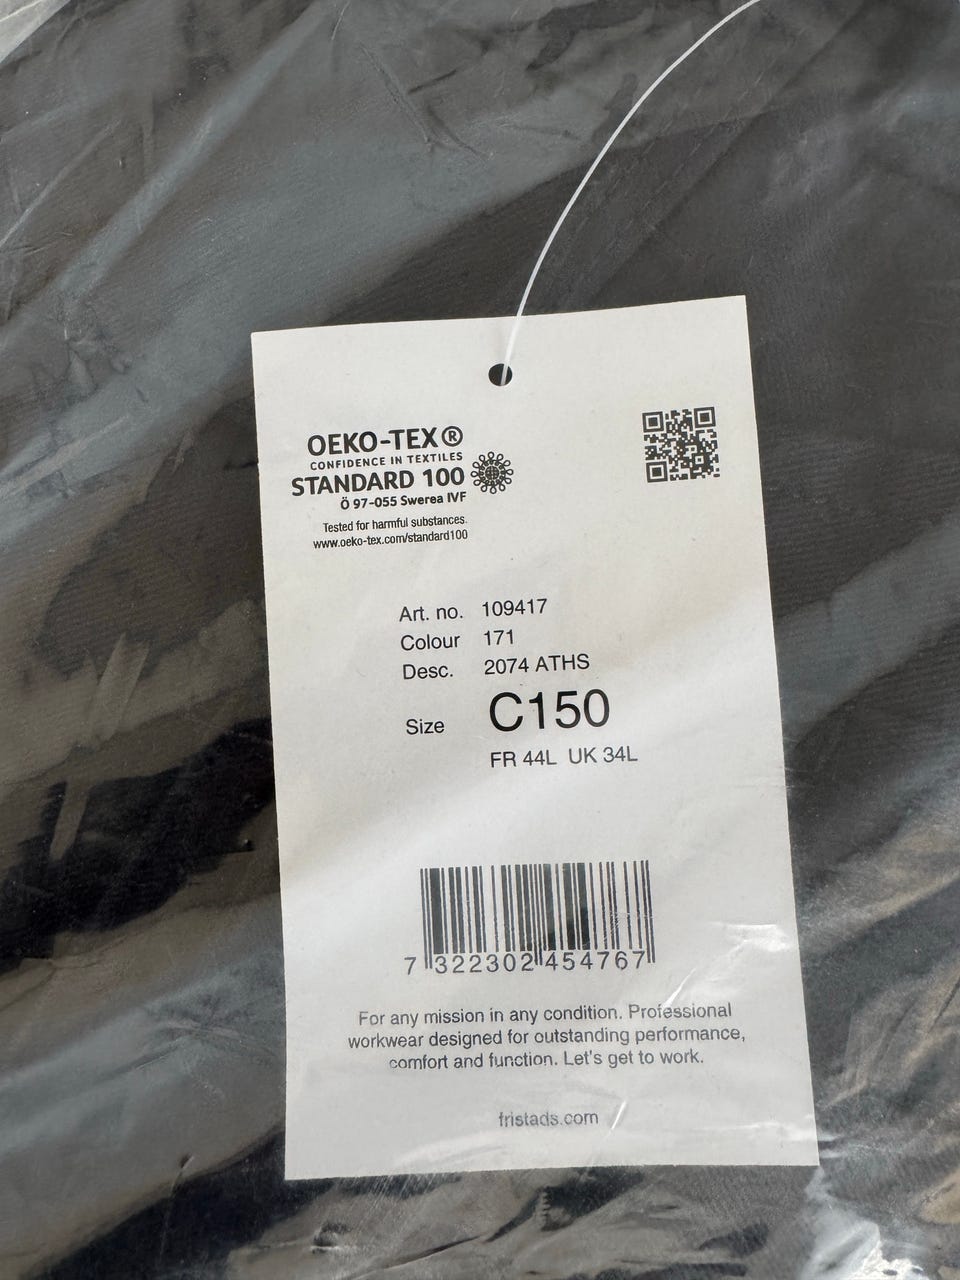 OEKO-TEX®
CONFIDENCE IN TEXTILES
STANDARD 100
Ö 97-055 Swerea IVF
Tested for harmful substances.
www.oeko-tex.com/standard100
Art. no. 109417
Colour 171
Desc. 2074 ATHS
Size C150
FR 44L UK 34L
7 322302 454767
For any mission in any condition. Professional
workwear designed for outstanding performance,
comfort and function. Let's get to work.
fristads.com